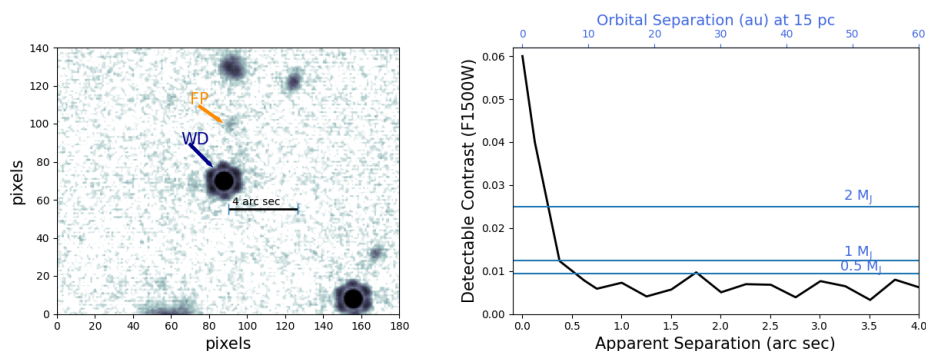 140
120
100
80
60
40
20
0
pixels
FP
WD
4 arc sec
0 20 40 60 80 100 120 140 160 180
pixels
Orbital Separation (au) at 15 pc
0 10 20 30 40 50 60
0.06
0.05
0.04
0.03
0.02
0.01
0.00
Detectable Contrast (F1500W)
2 MJ
1 MJ
0.5 MJ
0.0 0.5 1.0 1.5 2.0 2.5 3.0 3.5 4.0
Apparent Separation (arc sec)